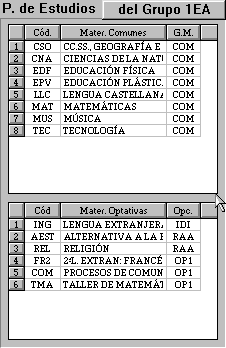 P. de Estudios del Grupo 1EA
Cód. Mater. Comunes G.M.
1 CSO CC.SS., GEOGRAFÍA E COM
2 CNA CIENCIAS DE LA NATU COM
3 EDF EDUCACIÓN FÍSICA COM
4 EPV EDUCACIÓN PLÁSTIC. COM
5 LLC LENGUA CASTELLANA COM
6 MAT MATEMÁTICAS COM
7 MUS MÚSICA COM
8 TEC TECNOLOGÍA COM
Cód Mater. Optativas Opc.
1 ING LENGUA EXTRANJERA IDI
2 AEST ALTERNATIVA A LA R RAA
3 REL RELIGIÓN RAA
4 FR2 2ªL. EXTRAN: FRANCÉ OP1
5 COM PROCESOS DE COMUN OP1
6 TMA TALLER DE MATEMÁT OP1